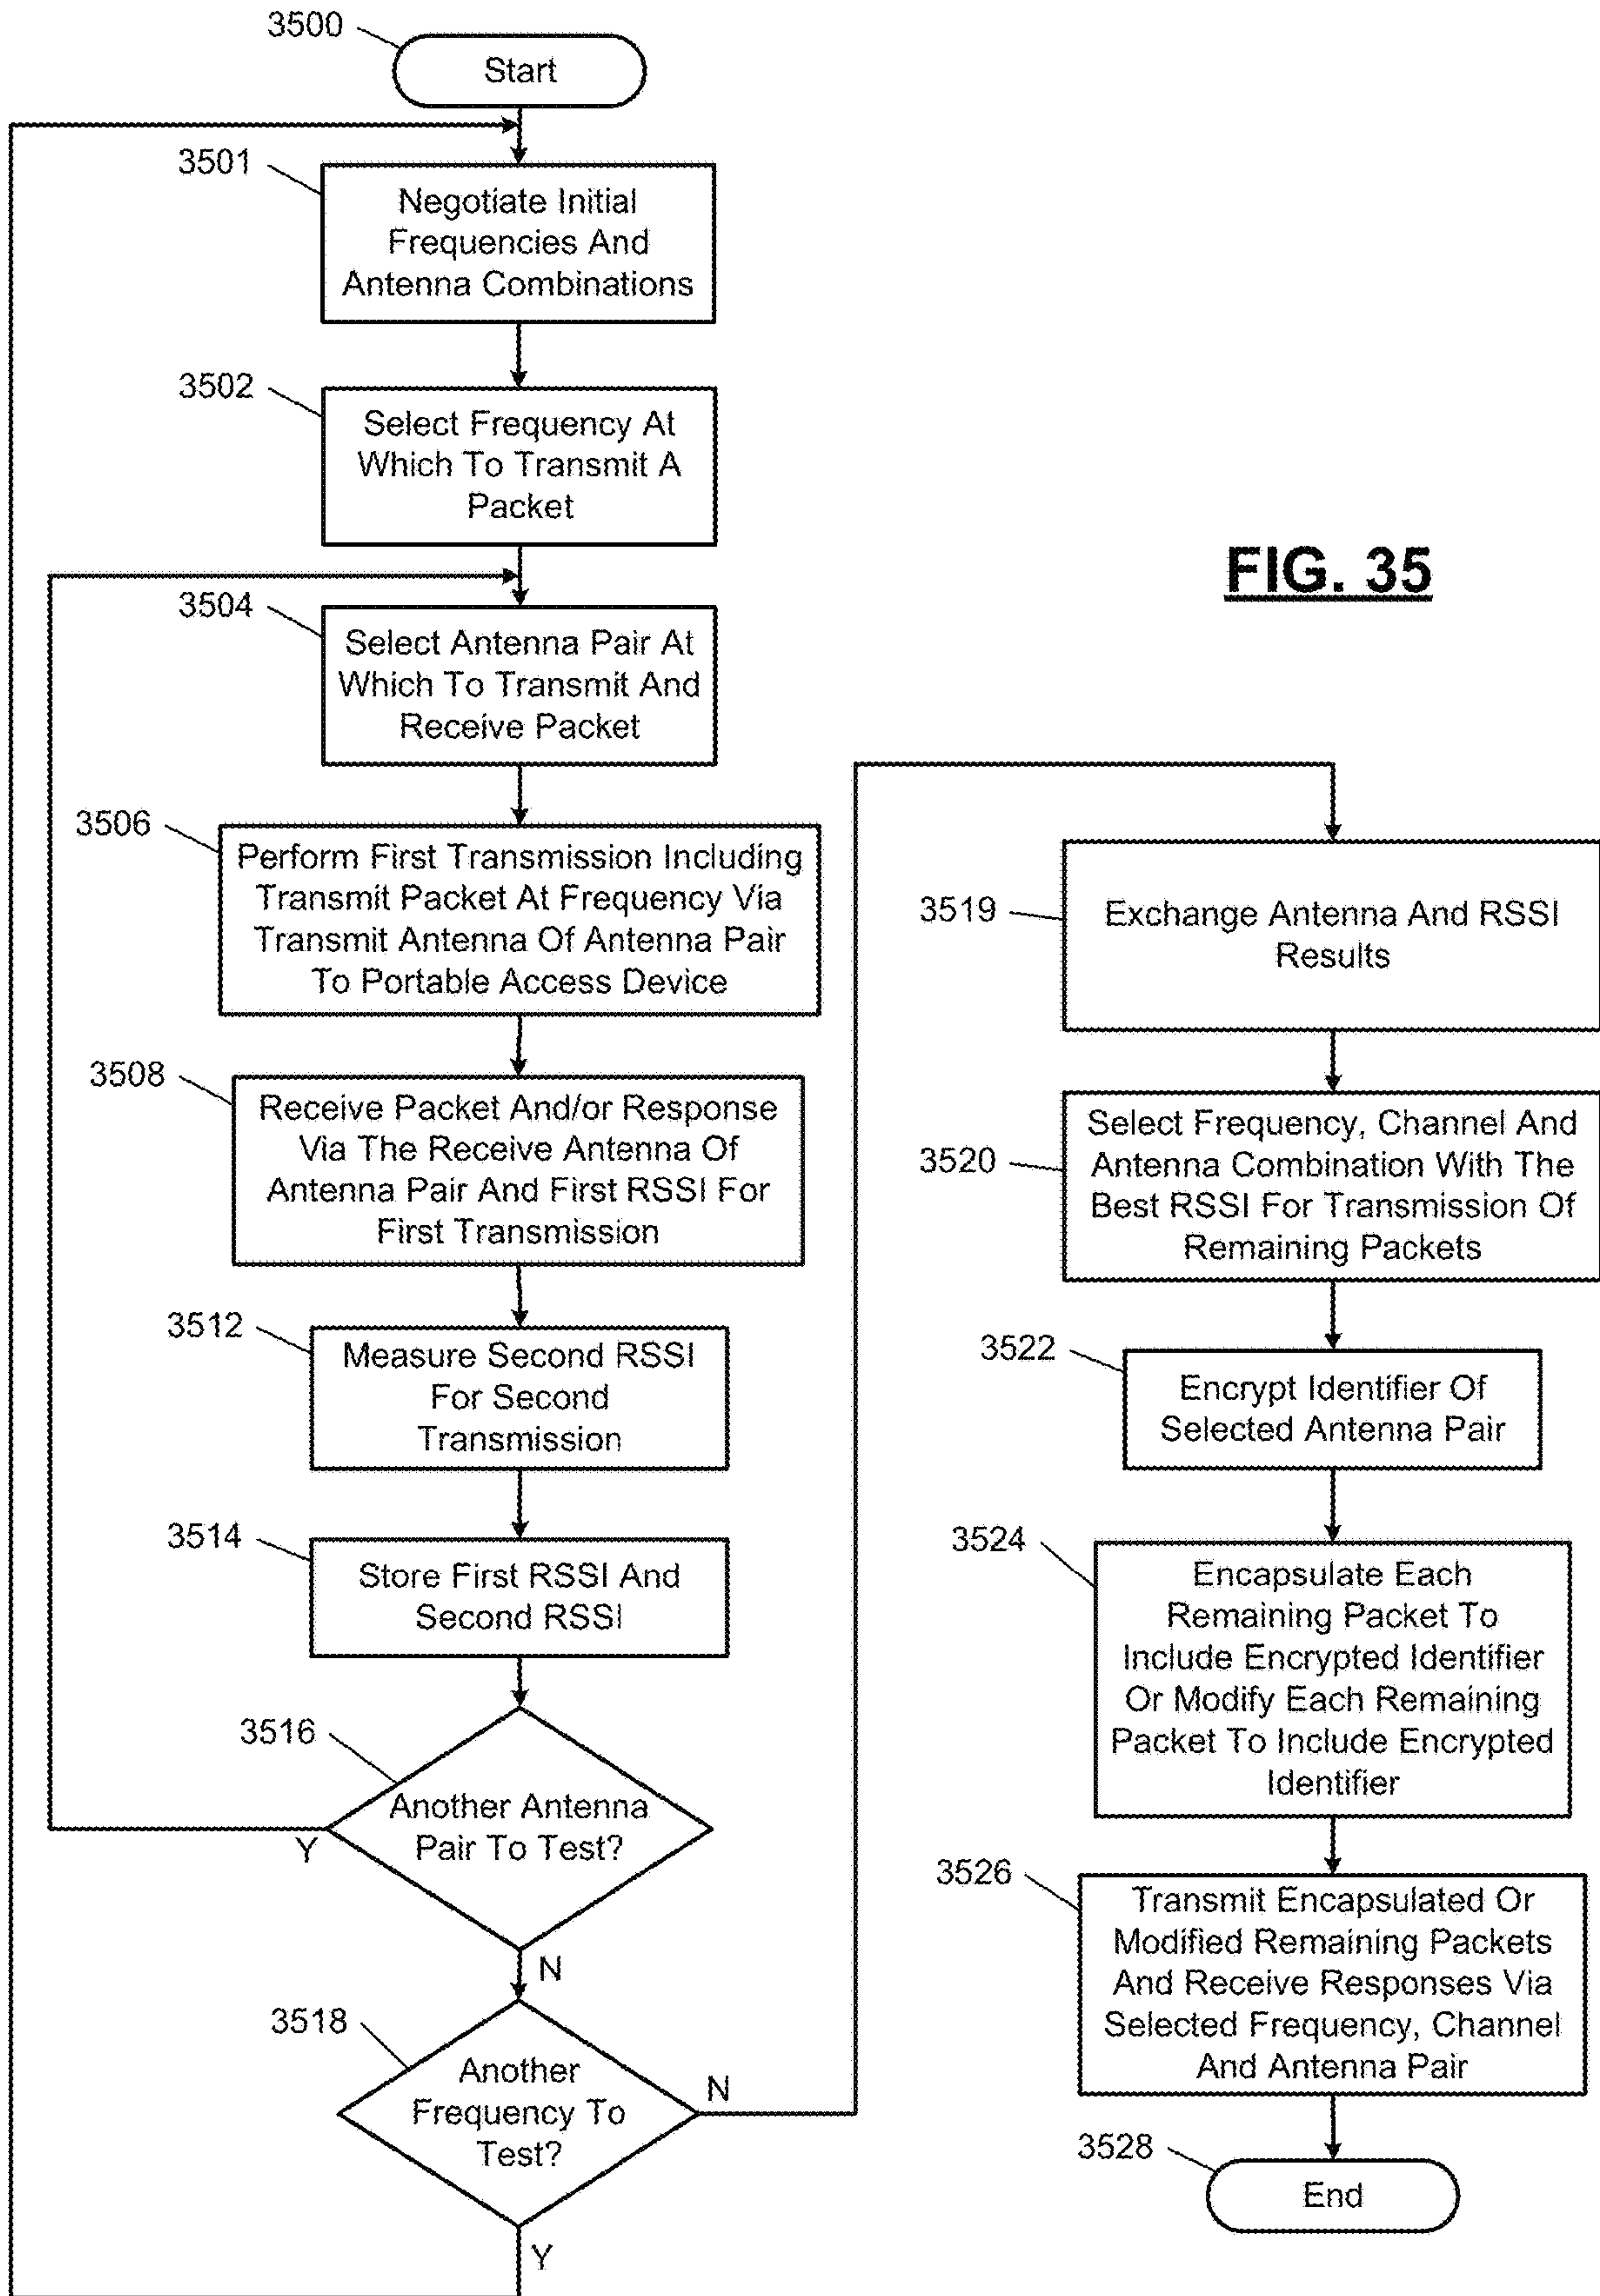 3500
Start
3501
Negotiate Initial
Frequencies And
Antenna Combinations
3502
Select Frequency At
Which To Transmit A
Packet
3504
Select Antenna Pair At
Which To Transmit And
Receive Packet
3506
Perform First Transmission Including
Transmit Packet At Frequency Via
Transmit Antenna Of Antenna Pair
To Portable Access Device
3508
Receive Packet And/or Response
Via The Receive Antenna Of
Antenna Pair And First RSSI For
First Transmission
3512
Measure Second RSSI
For Second
Transmission
3514
Store First RSSI And
Second RSSI
3516
Another Antenna
Pair To Test?
Y
N
3518
Another
Frequency To
Test?
N
Y
FIG. 35
3519
Exchange Antenna And RSSI
Results
3520
Select Frequency, Channel And
Antenna Combination With The
Best RSSI For Transmission Of
Remaining Packets
3522
Encrypt Identifier Of
Selected Antenna Pair
3524
Encapsulate Each
Remaining Packet To
Include Encrypted Identifier
Or Modify Each Remaining
Packet To Include Encrypted
Identifier
3526
Transmit Encapsulated Or
Modified Remaining Packets
And Receive Responses Via
Selected Frequency, Channel
And Antenna Pair
3528
End